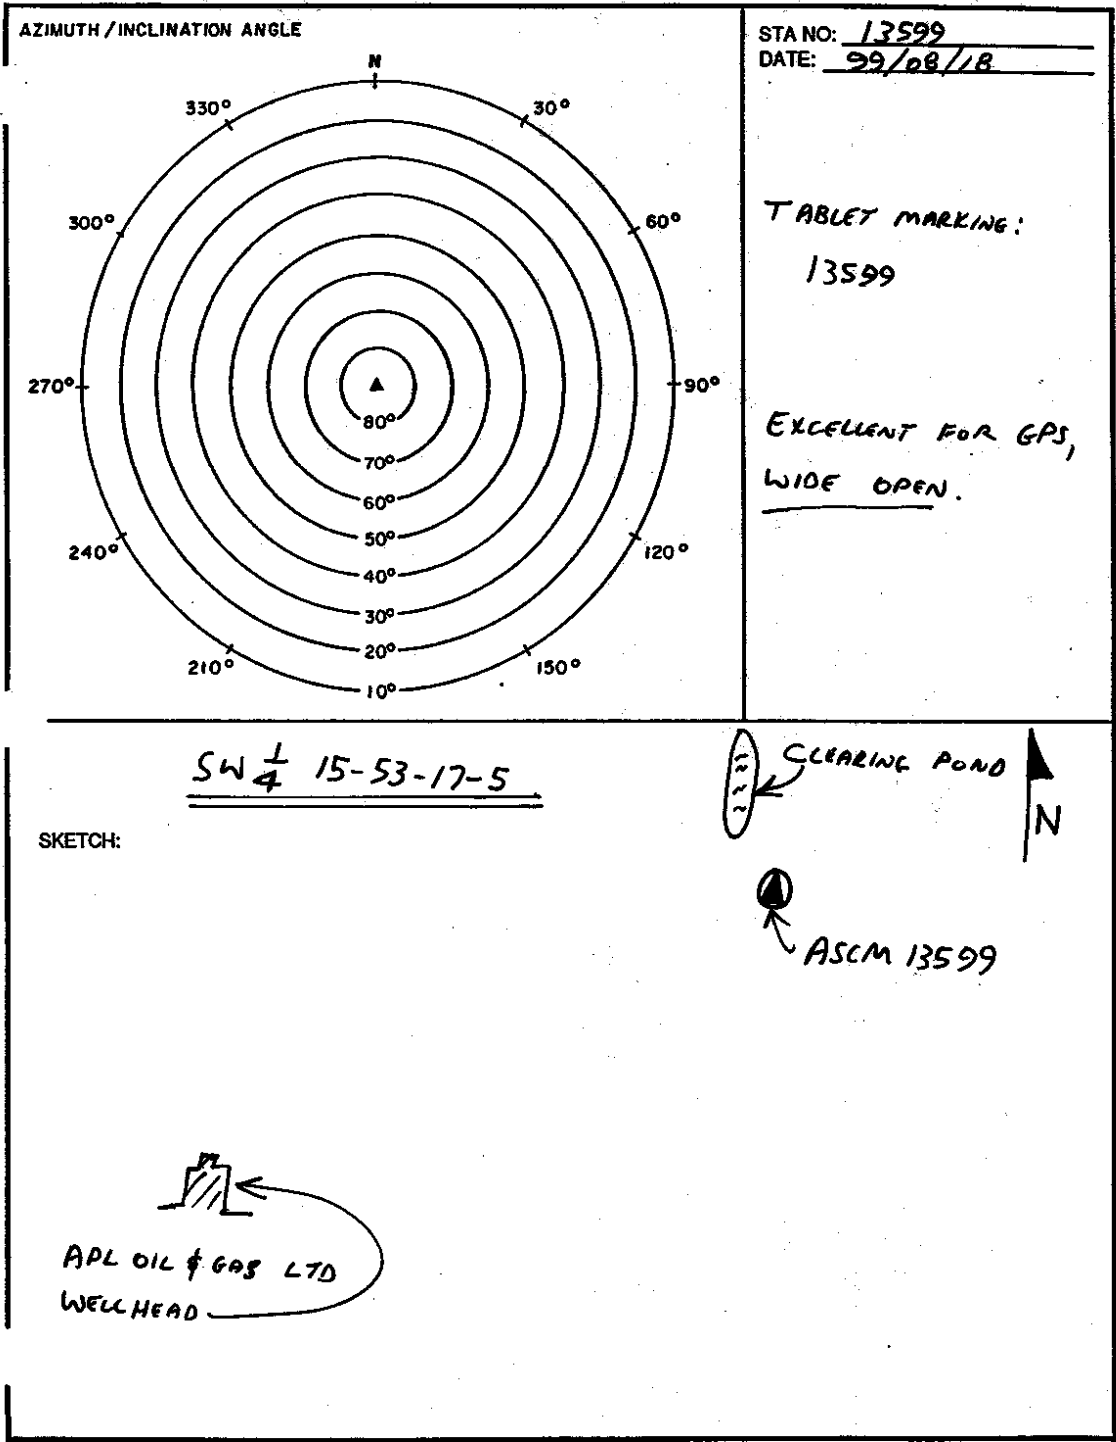 AZIMUTH / INCLINATION ANGLE
N
330°
30°
300°
60°
270°
90°
80°
70°
60°
50°
240°
120°
40°
30°
20°
210°
150°
10°
STA NO: 13599
DATE: 99/08/18
TABLET MARKING:
13599
EXCELLENT FOR GPS,
WIDE OPEN.
SW 1/4 15-53-17-5
SKETCH:
CLEARING POND
N
ASCM 13599
APL OIL & GAS LTD
WELLHEAD